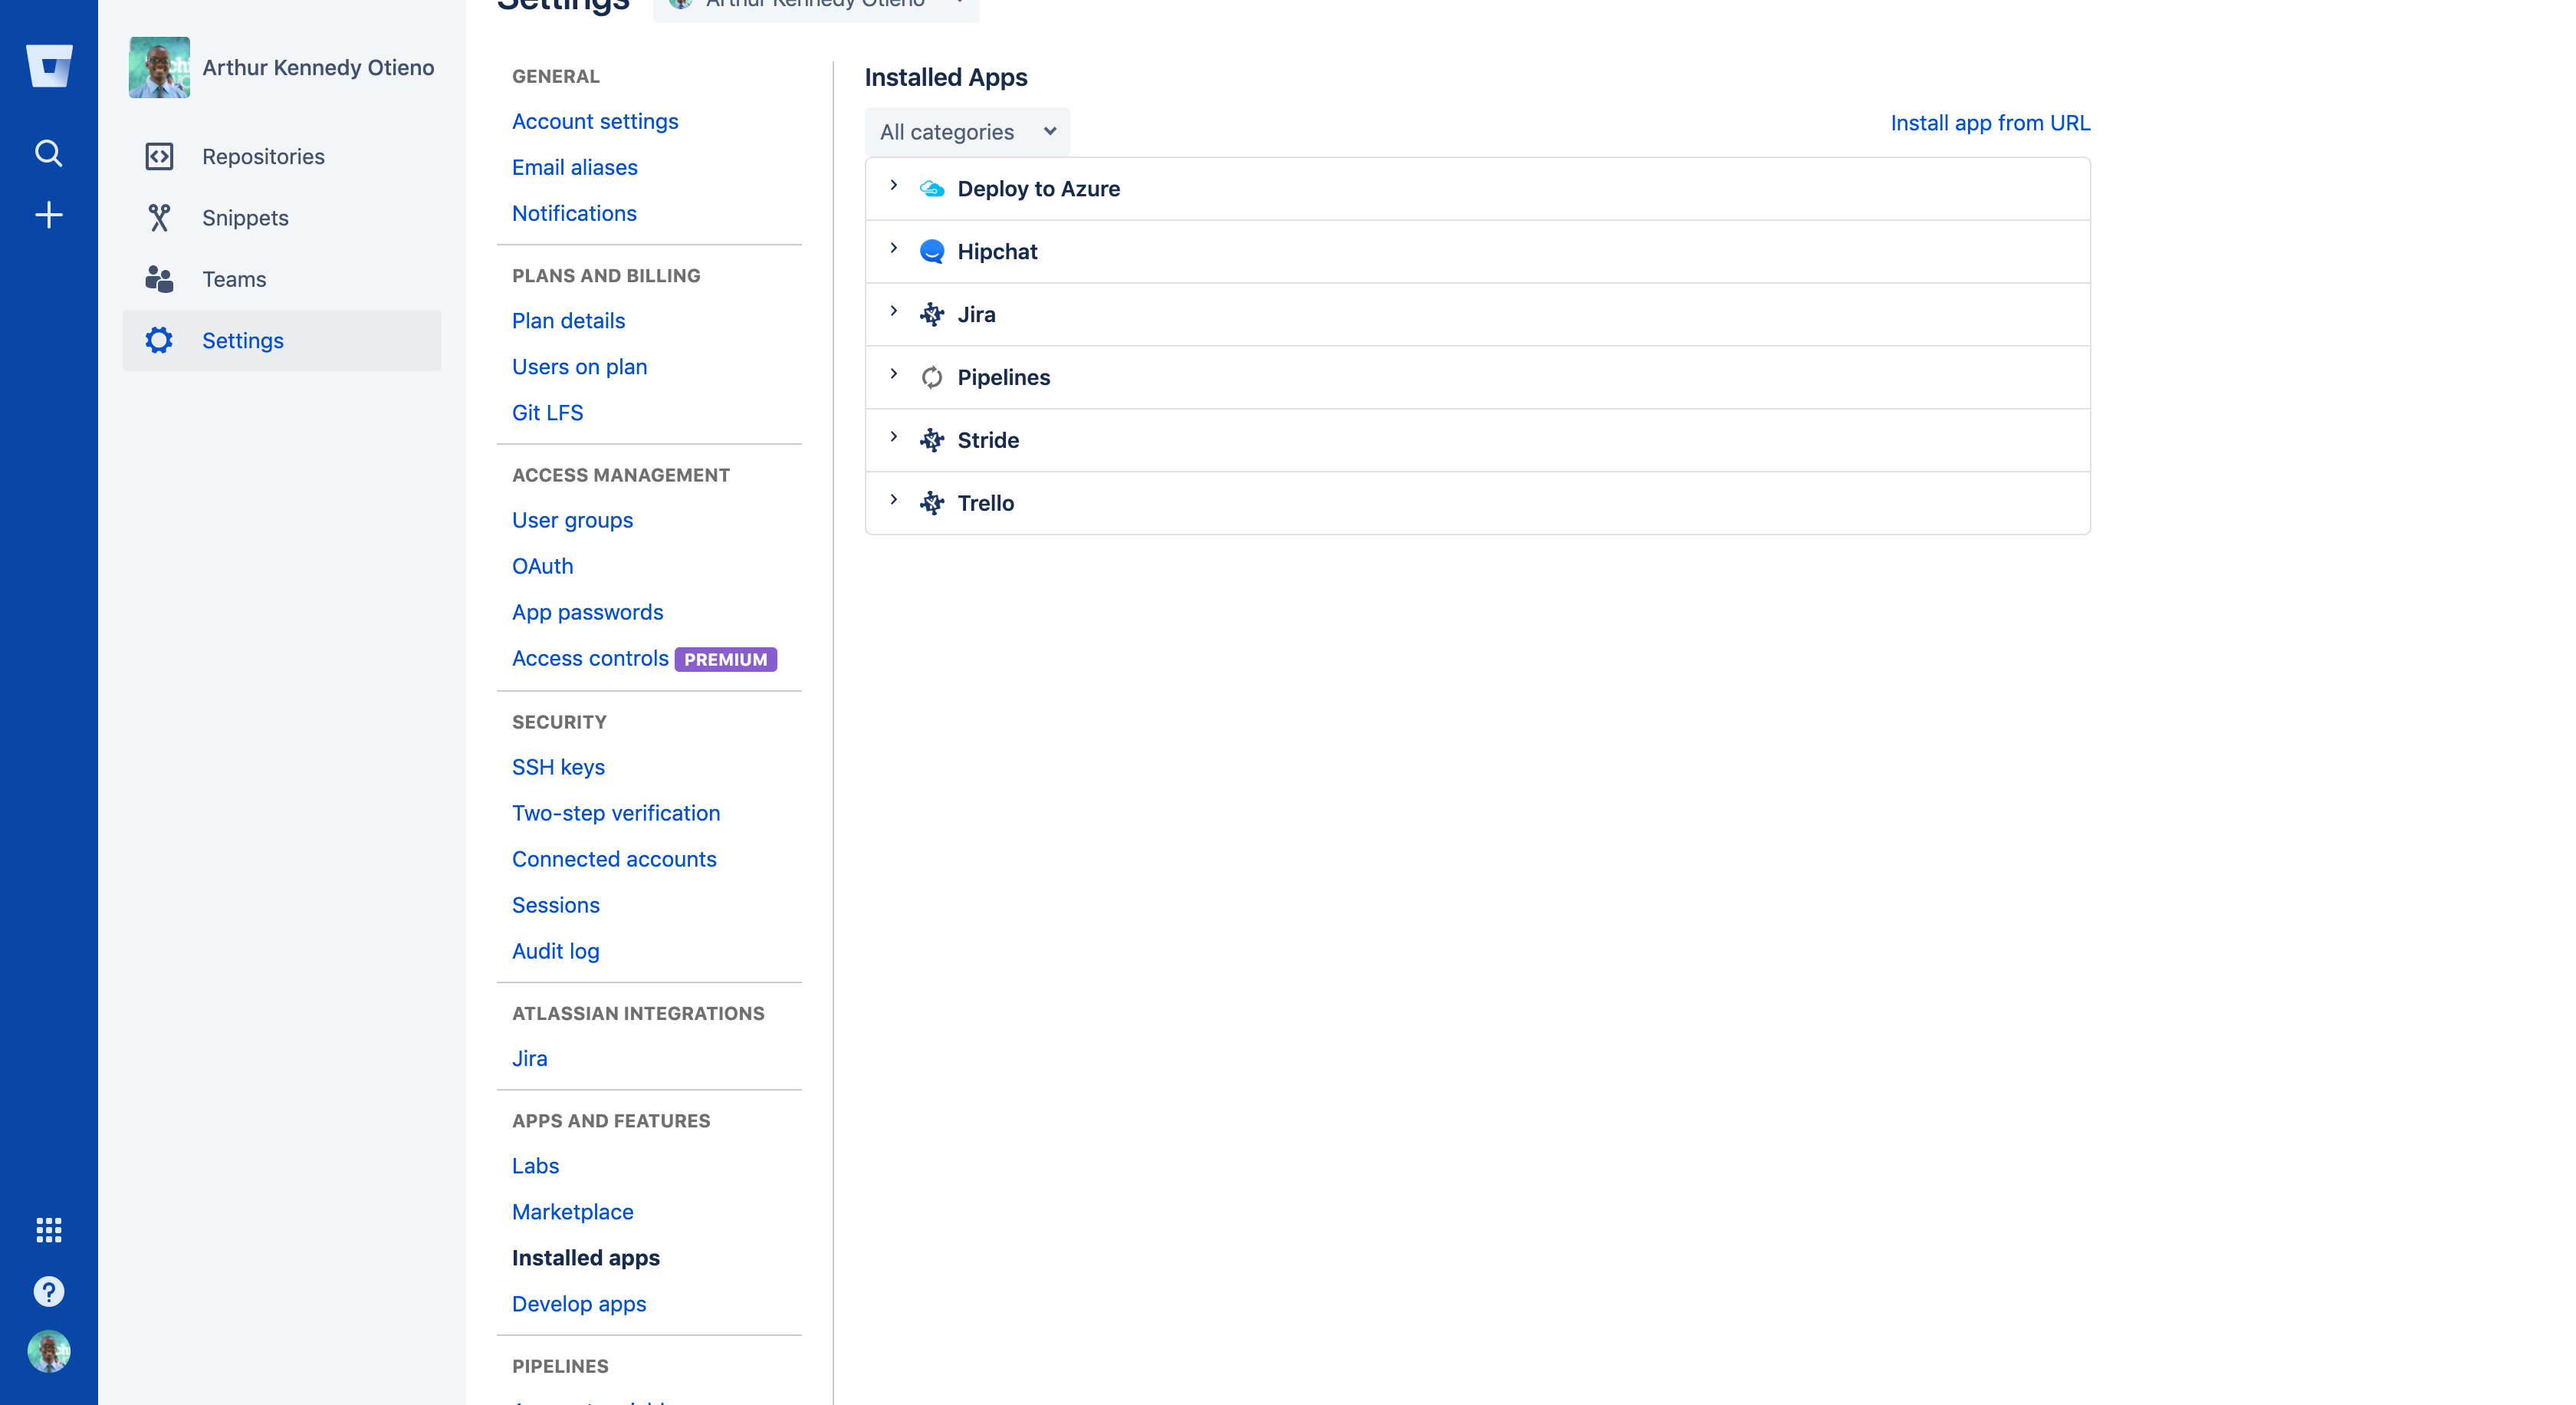 Settings
Arthur Kennedy Otieno
Arthur Kennedy Otieno
Repositories
Snippets
Teams
Settings
GENERAL
Account settings
Email aliases
Notifications
PLANS AND BILLING
Plan details
Users on plan
Git LFS
ACCESS MANAGEMENT
User groups
OAuth
App passwords
Access controls PREMIUM
SECURITY
SSH keys
Two-step verification
Connected accounts
Sessions
Audit log
ATLASSIAN INTEGRATIONS
Jira
APPS AND FEATURES
Labs
Marketplace
Installed apps
Develop apps
PIPELINES
Installed Apps
All categories
Install app from URL
Deploy to Azure
Hipchat
Jira
Pipelines
Stride
Trello